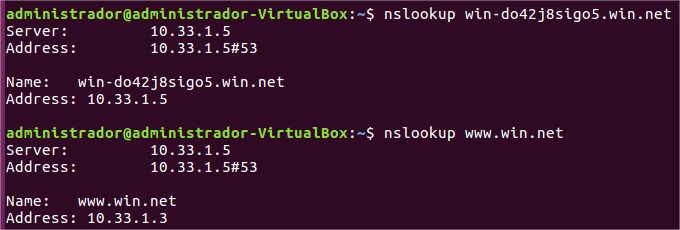 administrador@administrador-VirtualBox:~$ nslookup win-do42j8sigo5.win.net
Server: 10.33.1.5
Address: 10.33.1.5#53
Name: win-do42j8sigo5.win.net
Address: 10.33.1.5
administrador@administrador-VirtualBox:~$ nslookup www.win.net
Server: 10.33.1.5
Address: 10.33.1.5#53
Name: www.win.net
Address: 10.33.1.3